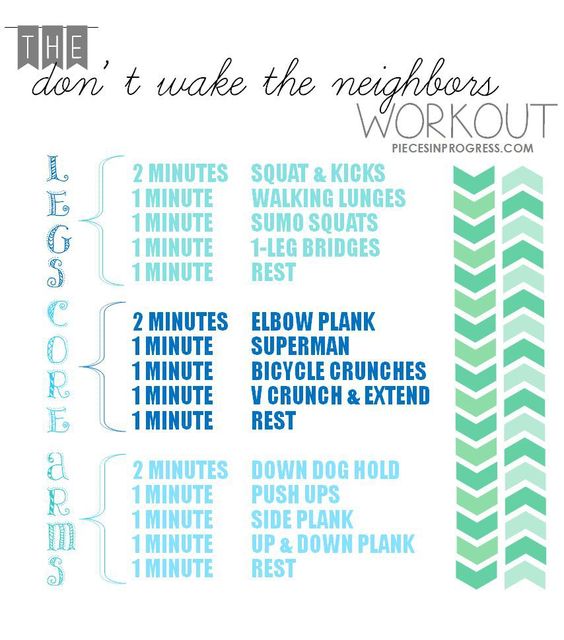 THE
don't wake the neighbors
WORKOUT
PIECESINPROGRESS.COM
LEGS
2 MINUTES SQUAT & KICKS
1 MINUTE WALKING LUNGES
1 MINUTE SUMO SQUATS
1 MINUTE 1-LEG BRIDGES
1 MINUTE REST
CORE
2 MINUTES ELBOW PLANK
1 MINUTE SUPERMAN
1 MINUTE BICYCLE CRUNCHES
1 MINUTE V CRUNCH & EXTEND
1 MINUTE REST
arms
2 MINUTES DOWN DOG HOLD
1 MINUTE PUSH UPS
1 MINUTE SIDE PLANK
1 MINUTE UP & DOWN PLANK
1 MINUTE REST